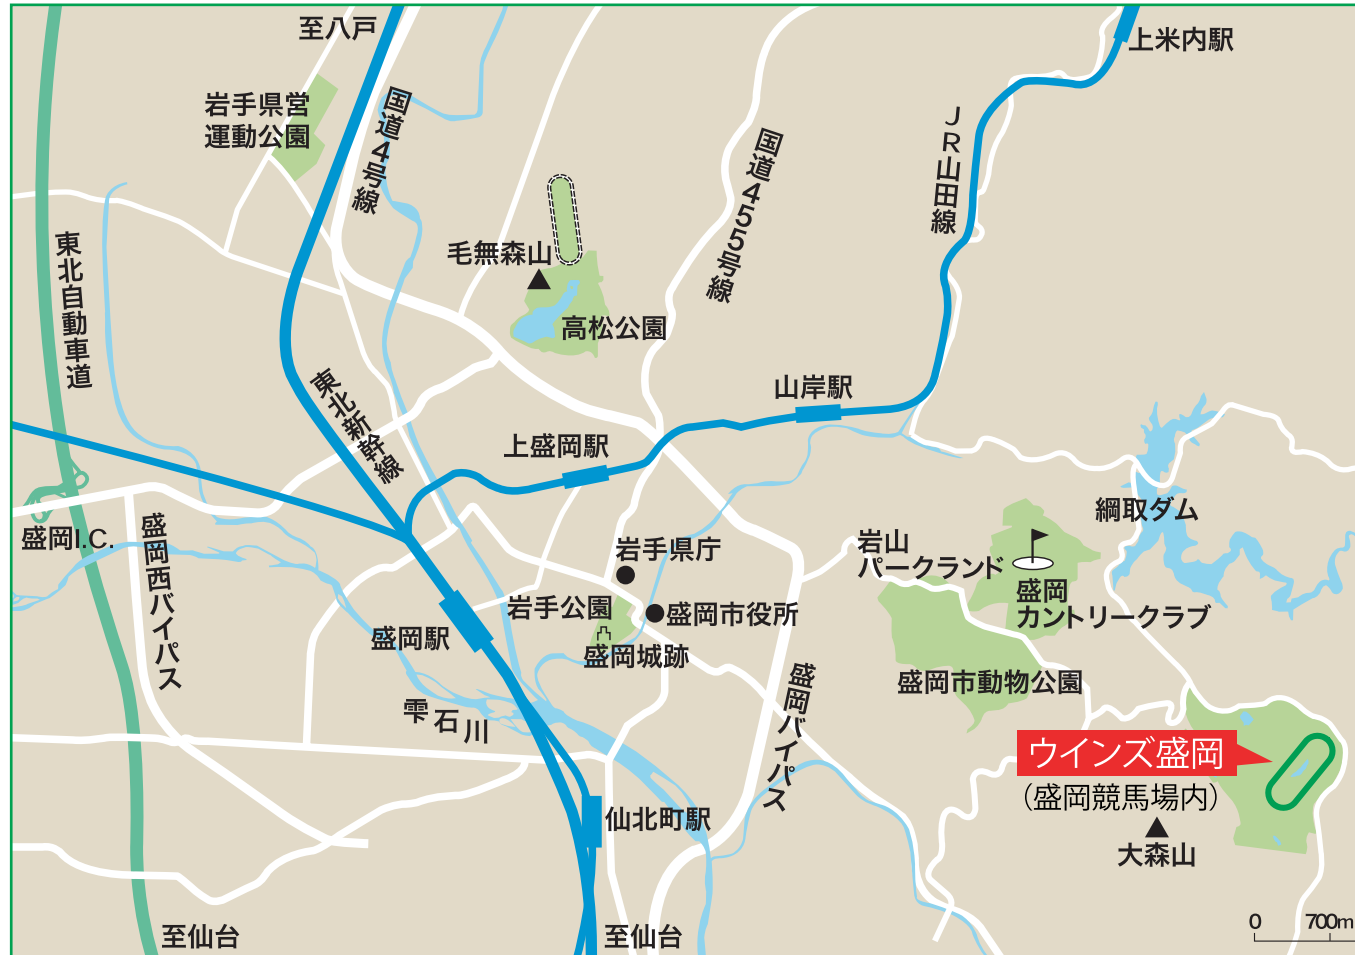 至八戸
上米内駅
岩手県営
運動公園
国道4号線
JR山田線
国道455号線
東北自動車道
毛無森山
高松公園
東北新幹線
山岸駅
上盛岡駅
盛岡I.C.
盛岡西バイパス
綱取ダム
岩手県庁
岩山
パークランド
盛岡
カントリークラブ
岩手公園
盛岡市役所
盛岡駅
盛岡城跡
盛岡市動物公園
雫石川
盛岡バイパス
ウインズ盛岡
(盛岡競馬場内)
仙北町駅
大森山
至仙台
至仙台
0 700m